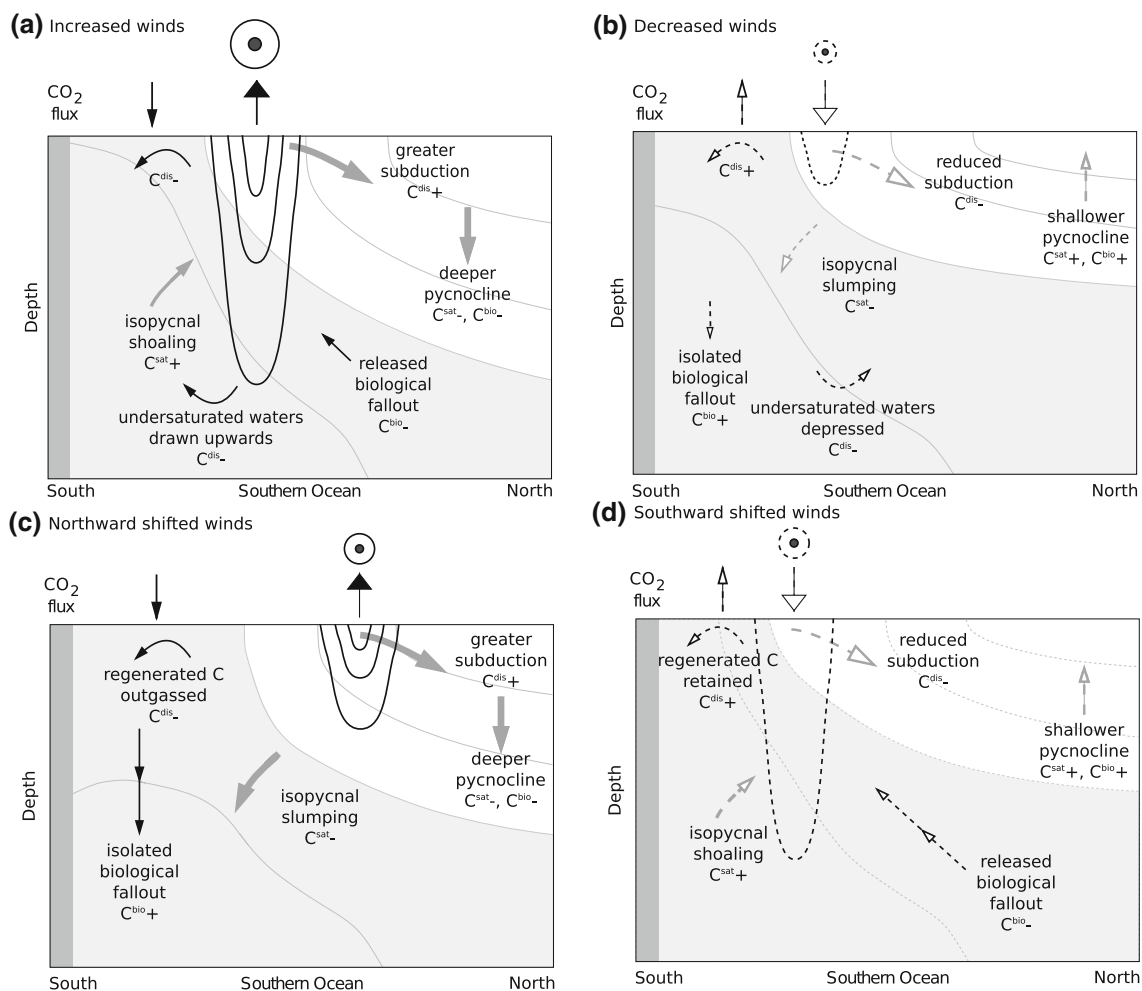 (a) Increased winds
CO2
flux
Cdis-
greater
subduction
Cdis+
deeper
pycnocline
Csat-, Cbio-
isopycnal
shoaling
Csat+
released
biological
fallout
Cbio-
undersaturated waters
drawn upwards
Cdis-
Depth
South
Southern Ocean
North
(b) Decreased winds
CO2
flux
Cdis+
reduced
subduction
Cdis-
shallower
pycnocline
Csat+, Cbio+
isopycnal
slumping
Csat-
isolated
biological
fallout
Cbio+
undersaturated waters
depressed
Cdis-
Depth
South
Southern Ocean
North
(c) Northward shifted winds
CO2
flux
regenerated C
outgassed
Cdis-
greater
subduction
Cdis+
deeper
pycnocline
Csat-, Cbio-
isopycnal
slumping
Csat-
isolated
biological
fallout
Cbio+
Depth
South
Southern Ocean
North
(d) Southward shifted winds
CO2
flux
regenerated C
retained
Cdis+
reduced
subduction
Cdis-
shallower
pycnocline
Csat+, Cbio+
isopycnal
shoaling
Csat+
released
biological
fallout
Cbio-
Depth
South
Southern Ocean
North